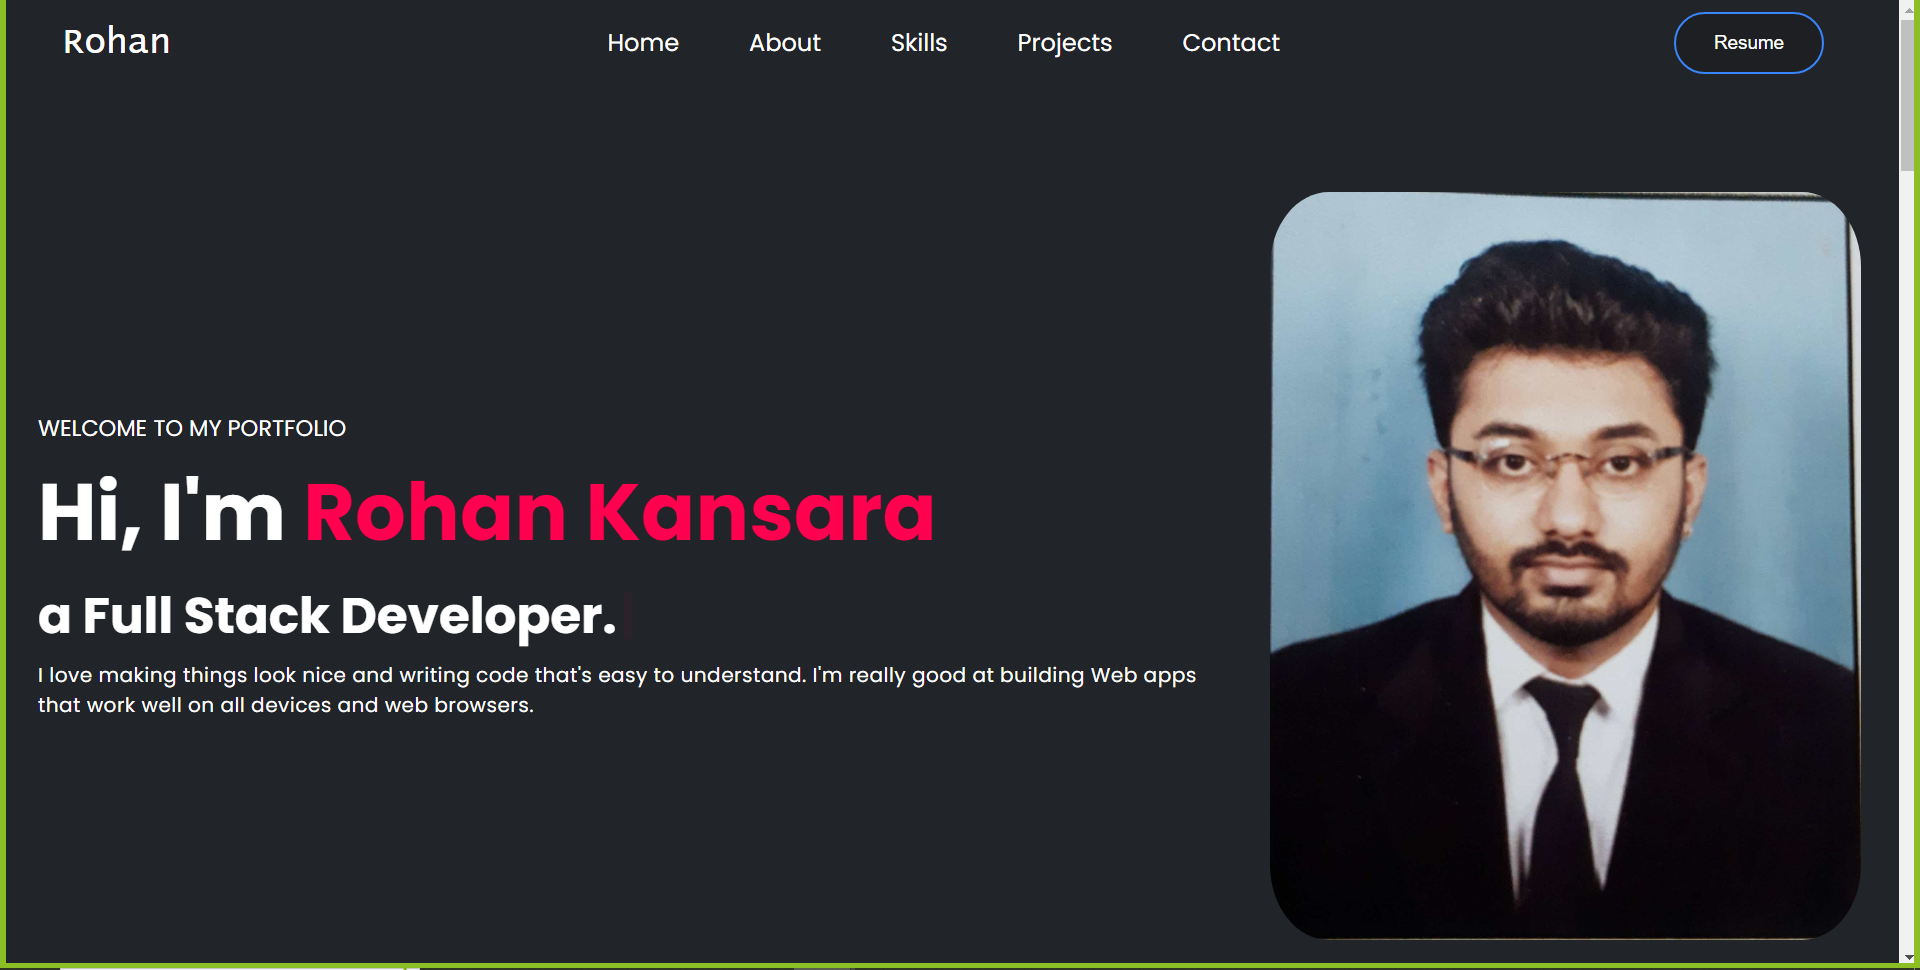 Rohan
Home About Skills Projects Contact
Resume
WELCOME TO MY PORTFOLIO
Hi, I'm Rohan Kansara
a Full Stack Developer.
I love making things look nice and writing code that's easy to understand. I'm really good at building Web apps
that work well on all devices and web browsers.